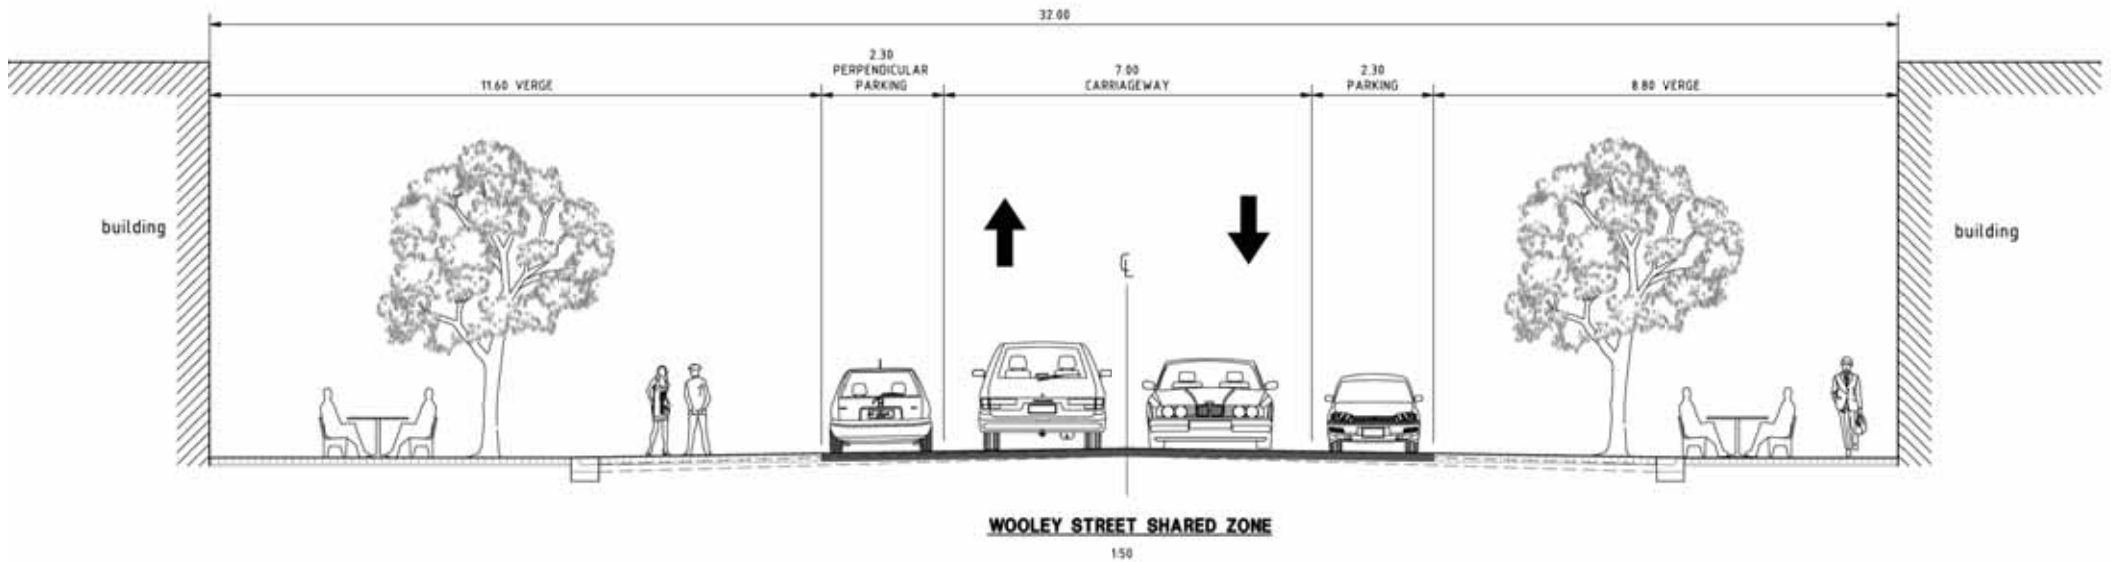 32.00
2.30
PERPENDICULAR
PARKING
7.00
CARRIAGEWAY
2.30
PARKING
11.60 VERGE
8.80 VERGE
building
building
℄
WOOLEY STREET SHARED ZONE
1:50